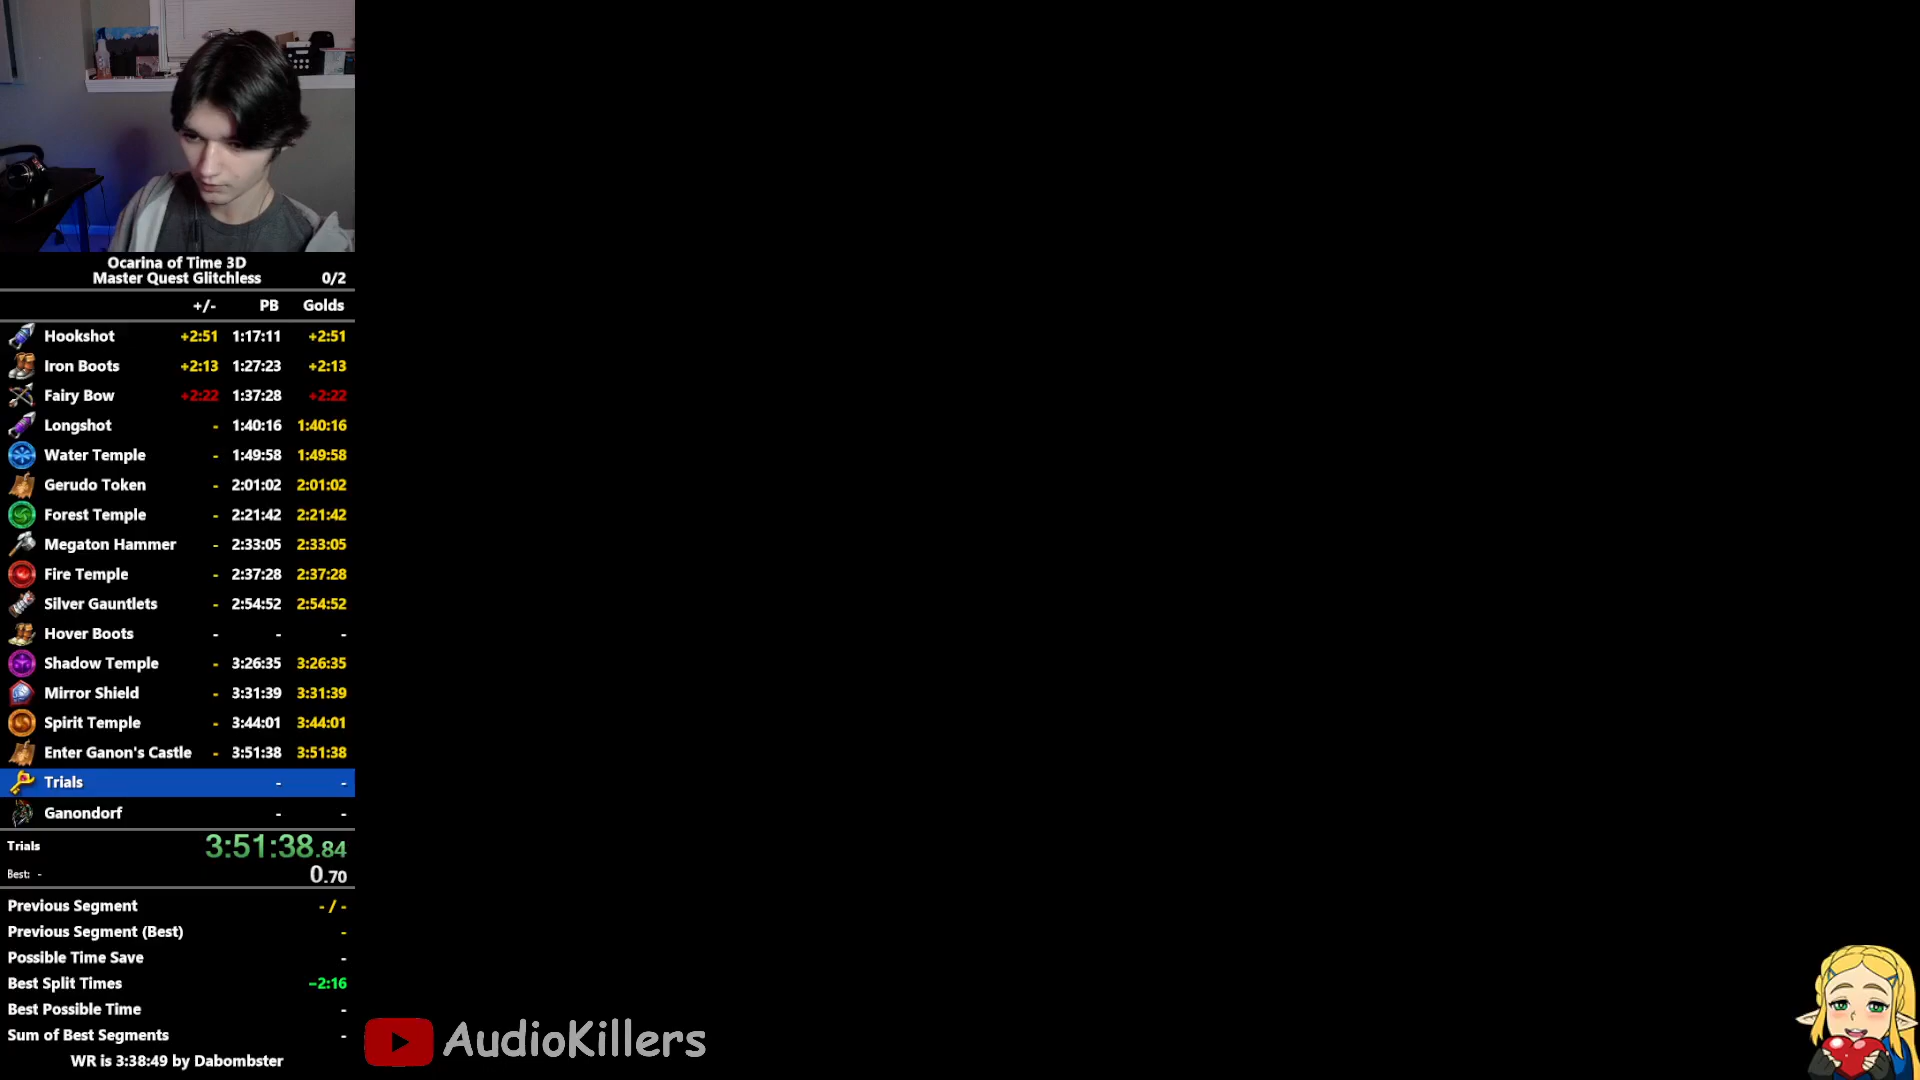 Ocarina of Time 3D
Master Quest Glitchless 0/2
+/- PB Golds
Hookshot +2:51 1:17:11 +2:51
Iron Boots +2:13 1:27:23 +2:13
Fairy Bow +2:22 1:37:28 +2:22
Longshot - 1:40:16 1:40:16
Water Temple - 1:49:58 1:49:58
Gerudo Token - 2:01:02 2:01:02
Forest Temple - 2:21:42 2:21:42
Megaton Hammer - 2:33:05 2:33:05
Fire Temple - 2:37:28 2:37:28
Silver Gauntlets - 2:54:52 2:54:52
Hover Boots - - -
Shadow Temple - 3:26:35 3:26:35
Mirror Shield - 3:31:39 3:31:39
Spirit Temple - 3:44:01 3:44:01
Enter Ganon's Castle - 3:51:38 3:51:38
Trials - -
Ganondorf - -
Trials 3:51:38.84
Best: - 0.70
Previous Segment - / -
Previous Segment (Best) -
Possible Time Save -
Best Split Times −2:16
Best Possible Time -
Sum of Best Segments -
WR is 3:38:49 by Dabombster
AudioKillers